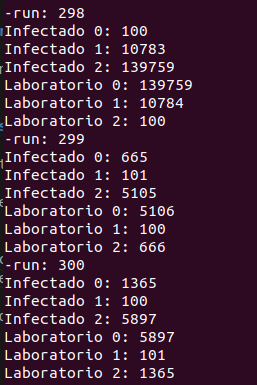 -run: 298
Infectado 0: 100
Infectado 1: 10783
Infectado 2: 139759
Laboratorio 0: 139759
Laboratorio 1: 10784
Laboratorio 2: 100
-run: 299
Infectado 0: 665
Infectado 1: 101
Infectado 2: 5105
Laboratorio 0: 5106
Laboratorio 1: 100
Laboratorio 2: 666
-run: 300
Infectado 0: 1365
Infectado 1: 100
Infectado 2: 5897
Laboratorio 0: 5897
Laboratorio 1: 101
Laboratorio 2: 1365